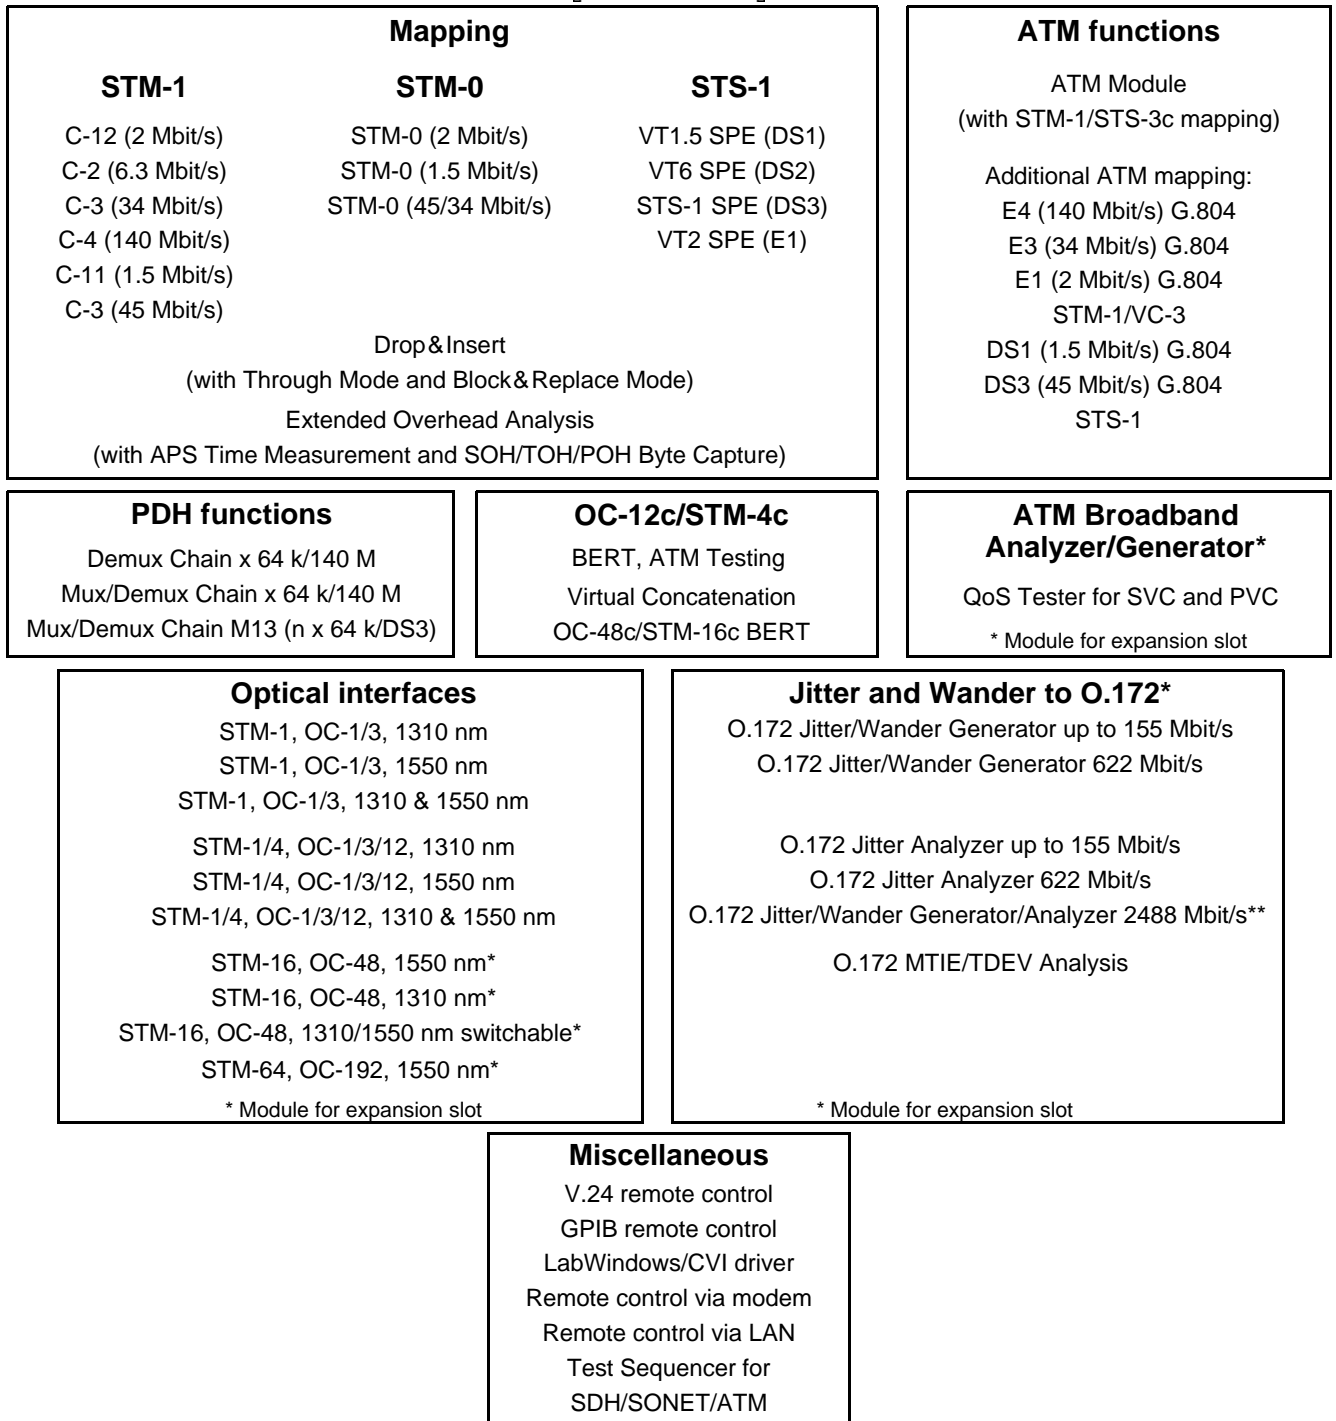 Mapping
STM-1
C-12 (2 Mbit/s)
C-2 (6.3 Mbit/s)
C-3 (34 Mbit/s)
C-4 (140 Mbit/s)
C-11 (1.5 Mbit/s)
C-3 (45 Mbit/s)
STM-0
STM-0 (2 Mbit/s)
STM-0 (1.5 Mbit/s)
STM-0 (45/34 Mbit/s)
STS-1
VT1.5 SPE (DS1)
VT6 SPE (DS2)
STS-1 SPE (DS3)
VT2 SPE (E1)
Drop&Insert
(with Through Mode and Block&Replace Mode)
Extended Overhead Analysis
(with APS Time Measurement and SOH/TOH/POH Byte Capture)
ATM functions
ATM Module
(with STM-1/STS-3c mapping)
Additional ATM mapping:
E4 (140 Mbit/s) G.804
E3 (34 Mbit/s) G.804
E1 (2 Mbit/s) G.804
STM-1/VC-3
DS1 (1.5 Mbit/s) G.804
DS3 (45 Mbit/s) G.804
STS-1
PDH functions
Demux Chain x 64 k/140 M
Mux/Demux Chain x 64 k/140 M
Mux/Demux Chain M13 (n x 64 k/DS3)
OC-12c/STM-4c
BERT, ATM Testing
Virtual Concatenation
OC-48c/STM-16c BERT
ATM Broadband
Analyzer/Generator*
QoS Tester for SVC and PVC
* Module for expansion slot
Optical interfaces
STM-1, OC-1/3, 1310 nm
STM-1, OC-1/3, 1550 nm
STM-1, OC-1/3, 1310 & 1550 nm
STM-1/4, OC-1/3/12, 1310 nm
STM-1/4, OC-1/3/12, 1550 nm
STM-1/4, OC-1/3/12, 1310 & 1550 nm
STM-16, OC-48, 1550 nm*
STM-16, OC-48, 1310 nm*
STM-16, OC-48, 1310/1550 nm switchable*
STM-64, OC-192, 1550 nm*
* Module for expansion slot
Jitter and Wander to O.172*
O.172 Jitter/Wander Generator up to 155 Mbit/s
O.172 Jitter/Wander Generator 622 Mbit/s
O.172 Jitter Analyzer up to 155 Mbit/s
O.172 Jitter Analyzer 622 Mbit/s
O.172 Jitter/Wander Generator/Analyzer 2488 Mbit/s**
O.172 MTIE/TDEV Analysis
* Module for expansion slot
Miscellaneous
V.24 remote control
GPIB remote control
LabWindows/CVI driver
Remote control via modem
Remote control via LAN
Test Sequencer for
SDH/SONET/ATM